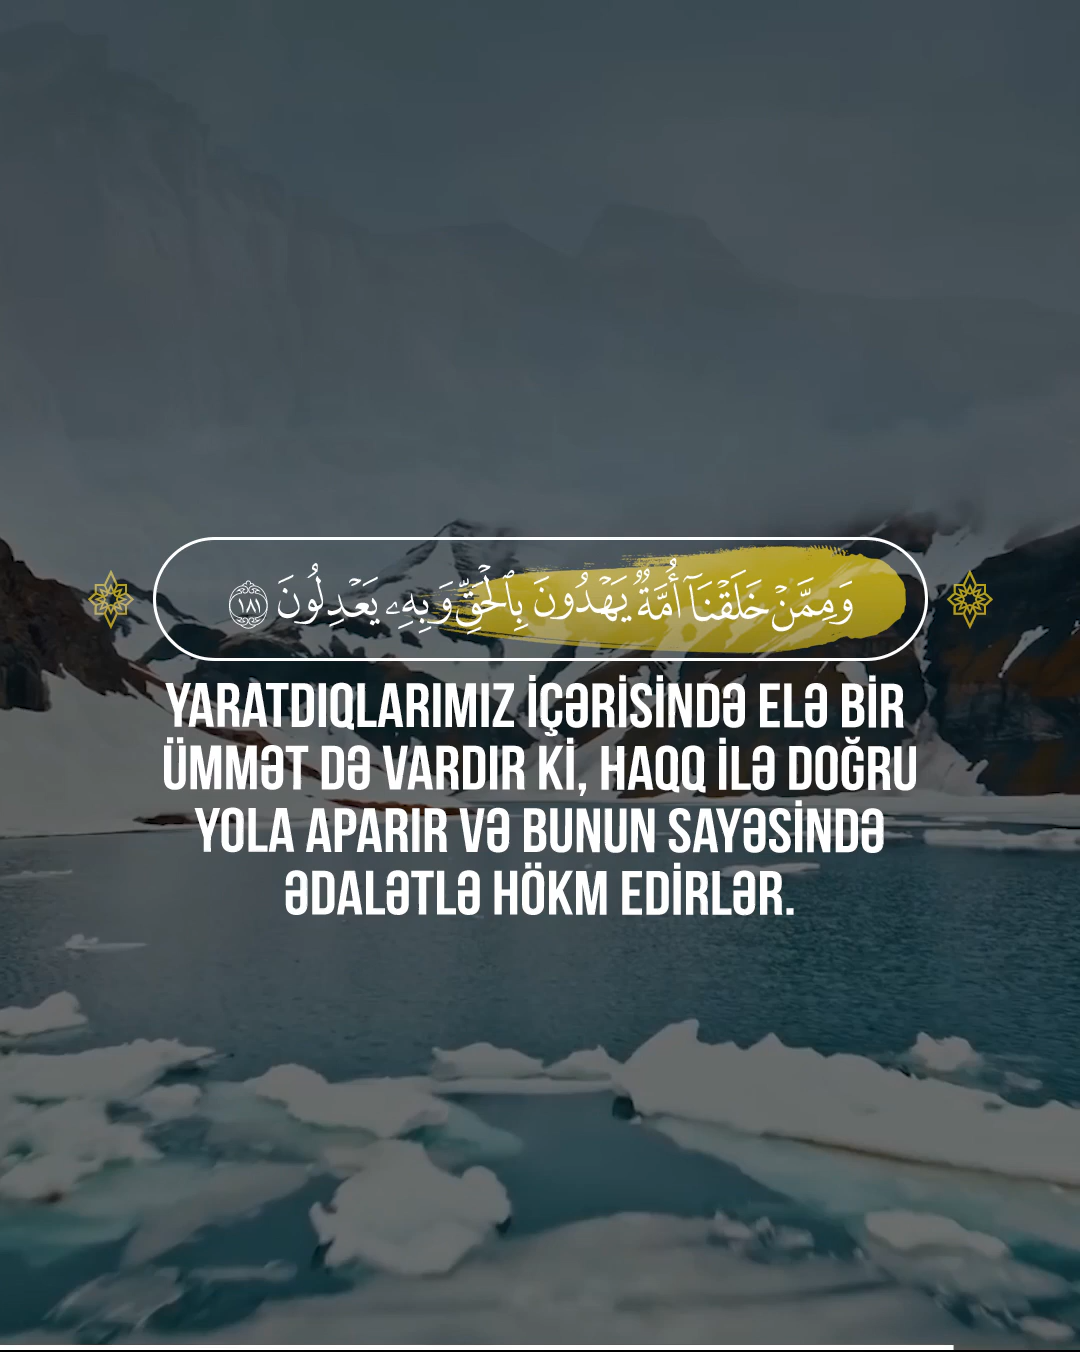 وَمِمَّنۡ خَلَقۡنَآ أُمَّةٞ يَهۡدُونَ بِٱلۡحَقِّ وَبِهِۦ يَعۡدِلُونَ ١٨١
YARATDIQLARIMIZ İÇƏRİSİNDƏ ELƏ BİR
ÜMMƏT DƏ VARDIR Kİ, HAQQ İLƏ DOĞRU
YOLA APARIR VƏ BUNUN SAYƏSİNDƏ
ƏDALƏTLƏ HÖKM EDİRLƏR.